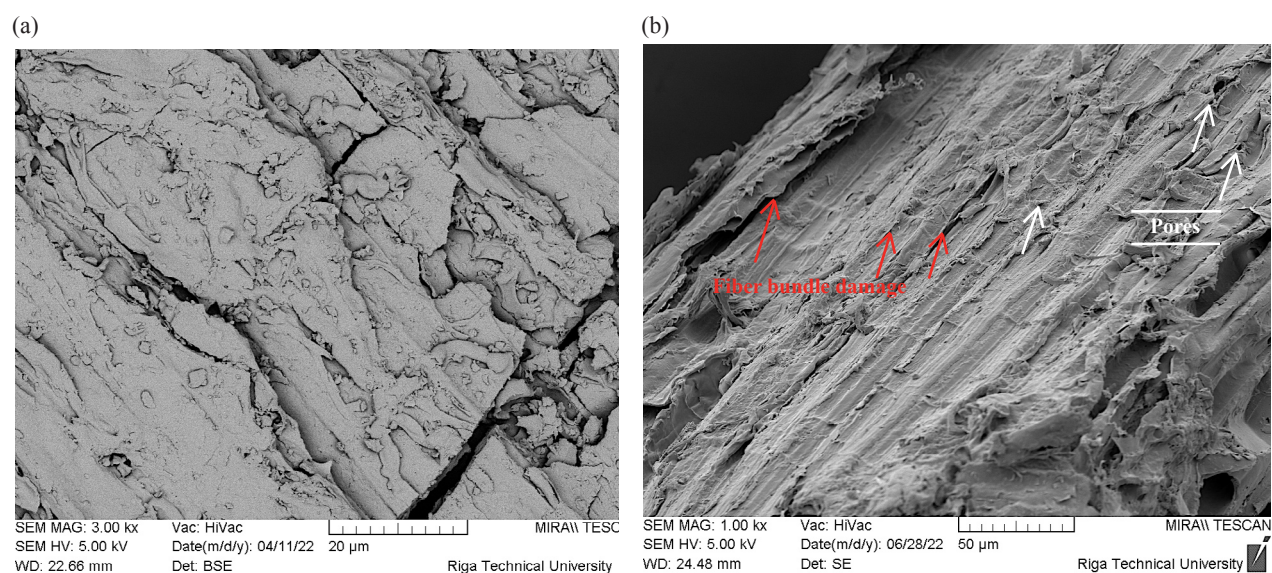 (a)
(b)
Pores
Fiber bundle damage
SEM MAG: 3.00 kx Vac: HiVac MIRA\\ TESC
SEM HV: 5.00 kV Date(m/d/y): 04/11/22 20 µm
WD: 22.66 mm Det: BSE Riga Technical University
SEM MAG: 1.00 kx Vac: HiVac MIRA\\ TESCAN
SEM HV: 5.00 kV Date(m/d/y): 06/28/22 50 µm
WD: 24.48 mm Det: SE Riga Technical University